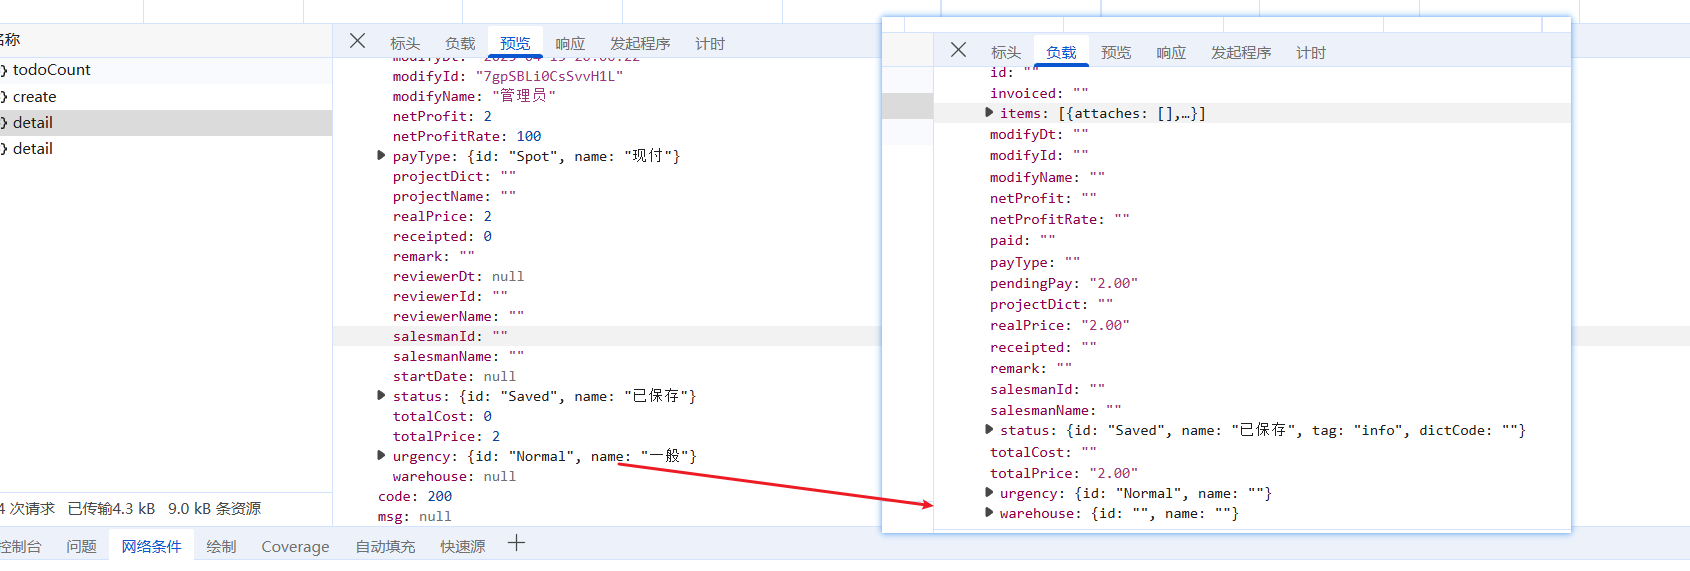 名称
todoCount
create
detail
detail
4 次请求 已传输4.3 kB 9.0 kB 条资源
标头 负载 预览 响应 发起程序 计时
modifyId: "7gpSBLi0CsSvvH1L"
modifyName: "管理员"
netProfit: 2
netProfitRate: 100
payType: {id: "Spot", name: "现付"}
projectDict: ""
projectName: ""
realPrice: 2
receipted: 0
remark: ""
reviewerDt: null
reviewerId: ""
reviewerName: ""
salesmanId: ""
salesmanName: ""
startDate: null
status: {id: "Saved", name: "已保存"}
totalCost: 0
totalPrice: 2
urgency: {id: "Normal", name: "一般"}
warehouse: null
code: 200
msg: null
标头 负载 预览 响应 发起程序 计时
id: ""
invoiced: ""
items: [{attaches: [],…}]
modifyDt: ""
modifyId: ""
modifyName: ""
netProfit: ""
netProfitRate: ""
paid: ""
payType: ""
pendingPay: "2.00"
projectDict: ""
realPrice: "2.00"
receipted: ""
remark: ""
salesmanId: ""
salesmanName: ""
status: {id: "Saved", name: "已保存", tag: "info", dictCode: ""}
totalCost: ""
totalPrice: "2.00"
urgency: {id: "Normal", name: ""}
warehouse: {id: "", name: ""}
控制台 问题 网络条件 绘制 Coverage 自动填充 快速源 +